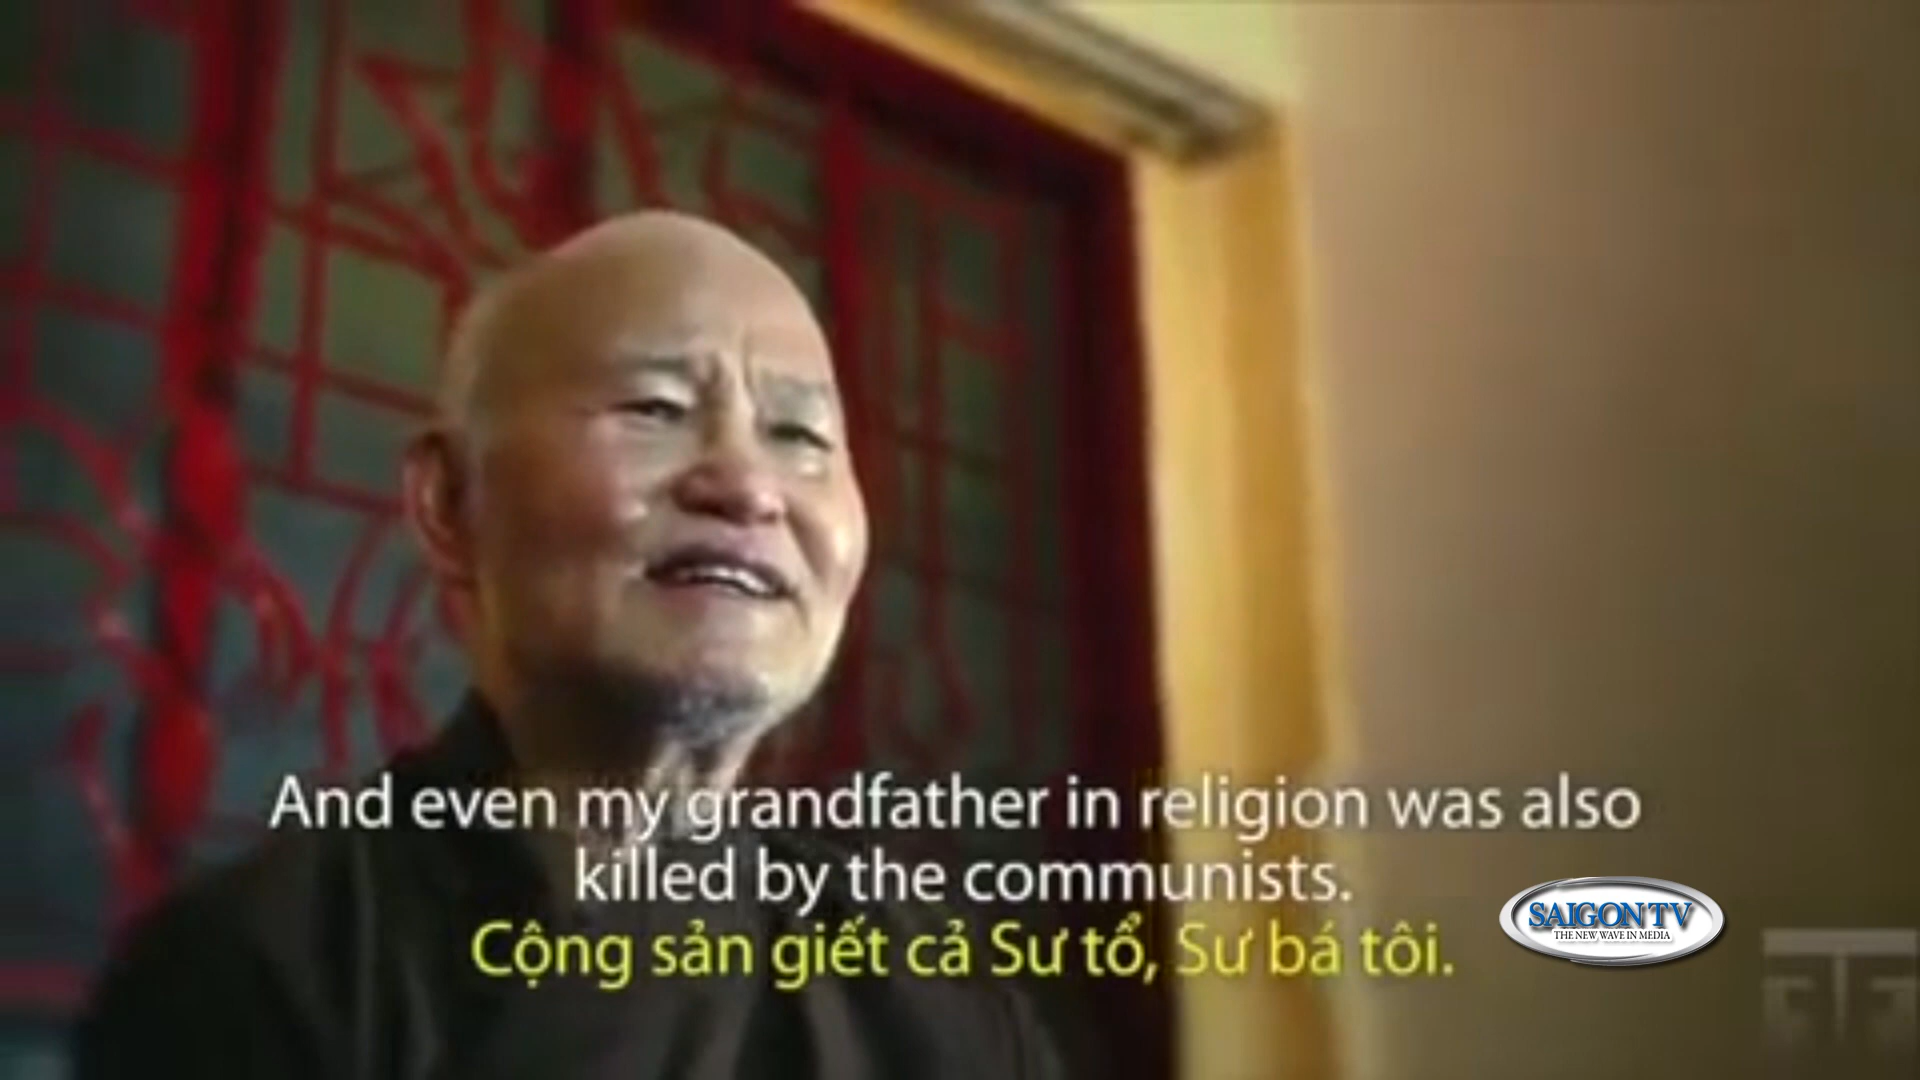 And even my grandfather in religion was also
killed by the communists.
Cộng sản giết cả Sư tổ, Sư bá tôi.
SAIGON TV
THE NEW WAVE IN MEDIA